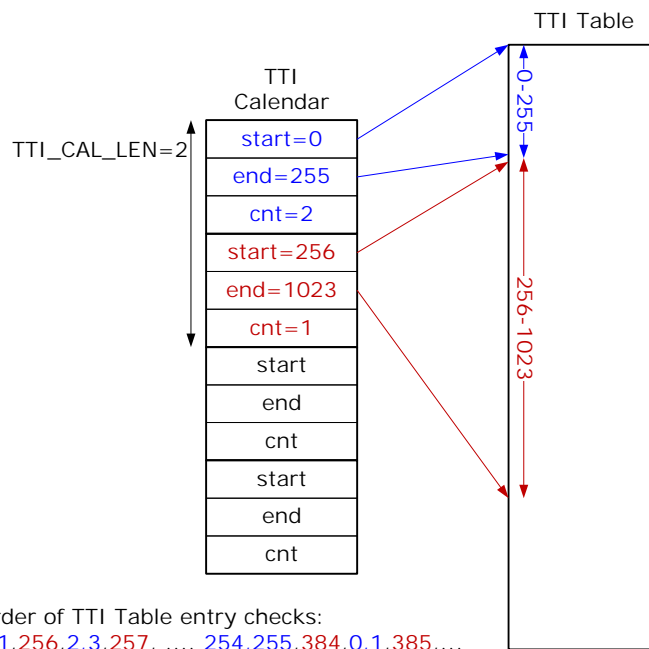 TTI Table
TTI
Calendar
TTI_CAL_LEN=2
start=0
end=255
cnt=2
start=256
end=1023
cnt=1
start
end
cnt
start
end
cnt
0-255
256-1023
rder of TTI Table entry checks:
1,256,2,3,257, .... 254,255,384,0,1,385....